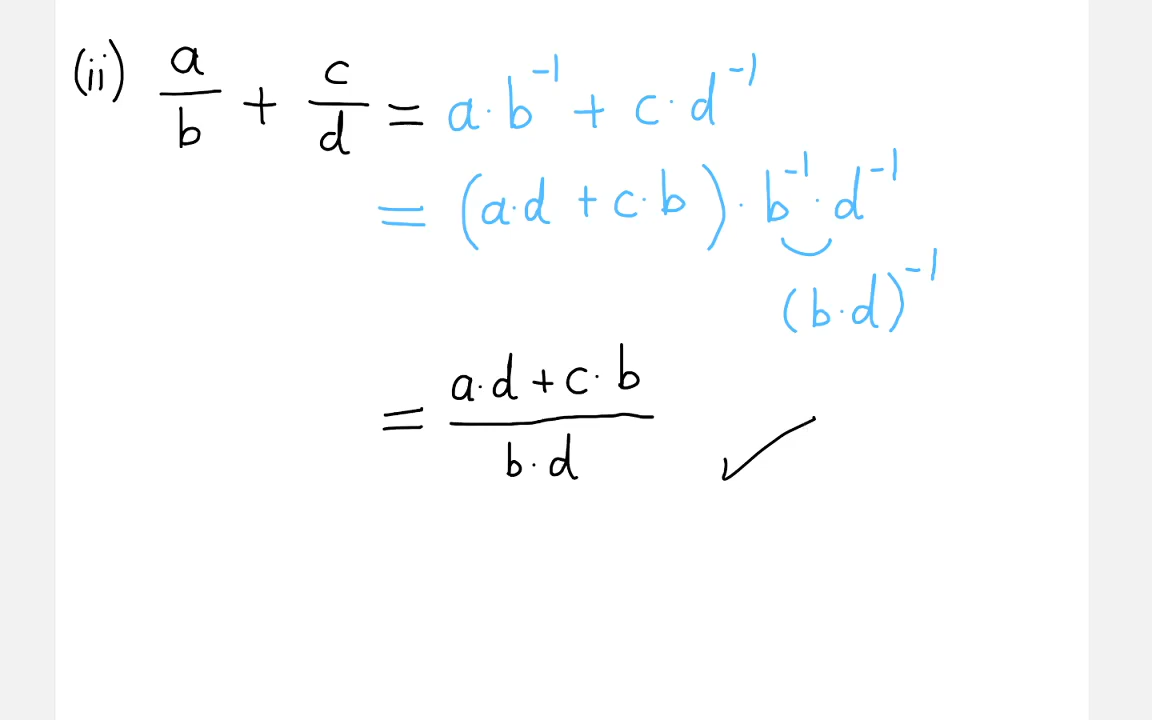 (ii) a/b + c/d = a·b⁻¹ + c·d⁻¹
= (a·d + c·b)·b⁻¹·d⁻¹
(b·d)⁻¹
= a·d+c·b / b·d ✓